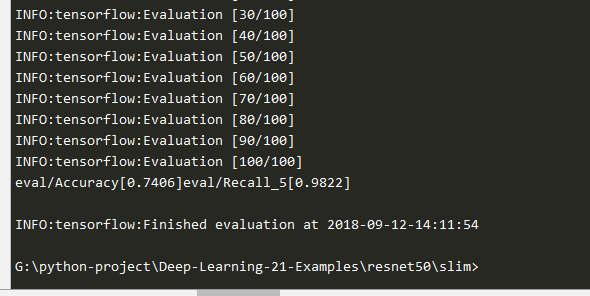 INFO:tensorflow:Evaluation [30/100]
INFO:tensorflow:Evaluation [40/100]
INFO:tensorflow:Evaluation [50/100]
INFO:tensorflow:Evaluation [60/100]
INFO:tensorflow:Evaluation [70/100]
INFO:tensorflow:Evaluation [80/100]
INFO:tensorflow:Evaluation [90/100]
INFO:tensorflow:Evaluation [100/100]
eval/Accuracy[0.7406]eval/Recall_5[0.9822]
INFO:tensorflow:Finished evaluation at 2018-09-12-14:11:54
G:\python-project\Deep-Learning-21-Examples\resnet50\slim>